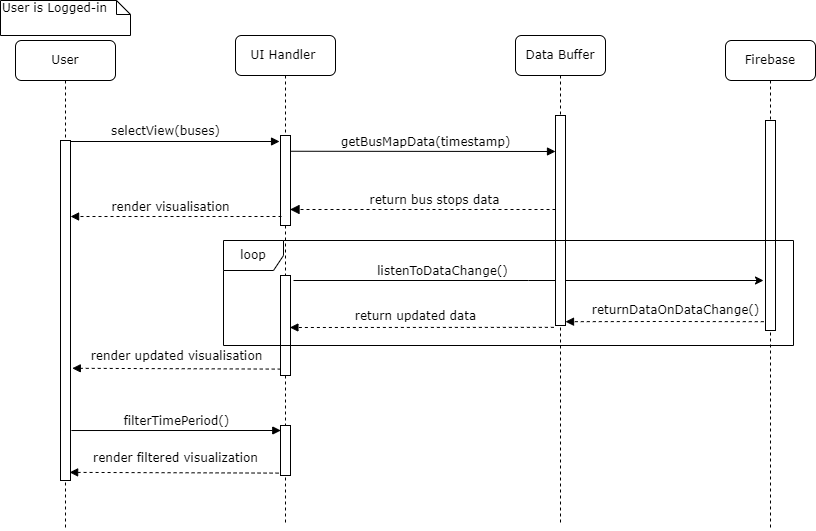 User is Logged-in
User
UI Handler
Data Buffer
Firebase
selectView(buses)
getBusMapData(timestamp)
return bus stops data
render visualisation
loop
listenToDataChange()
returnDataOnDataChange()
return updated data
render updated visualisation
filterTimePeriod()
render filtered visualization